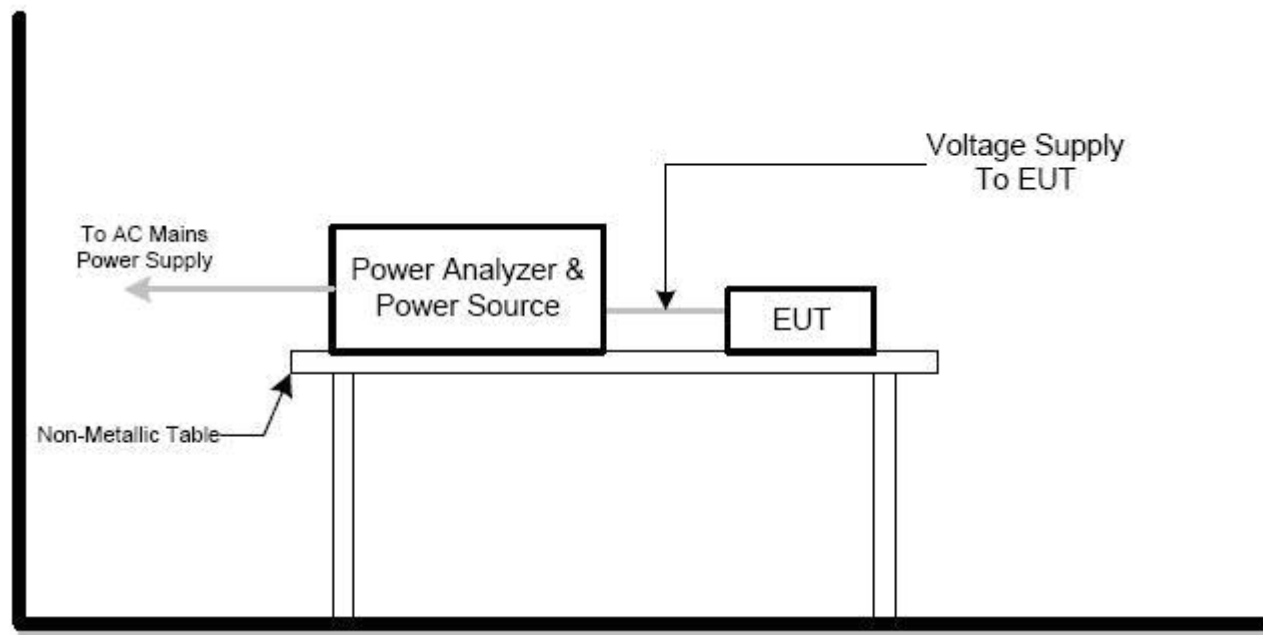 Voltage Supply
To EUT
To AC Mains
Power Supply
Power Analyzer &
Power Source
EUT
Non-Metallic Table